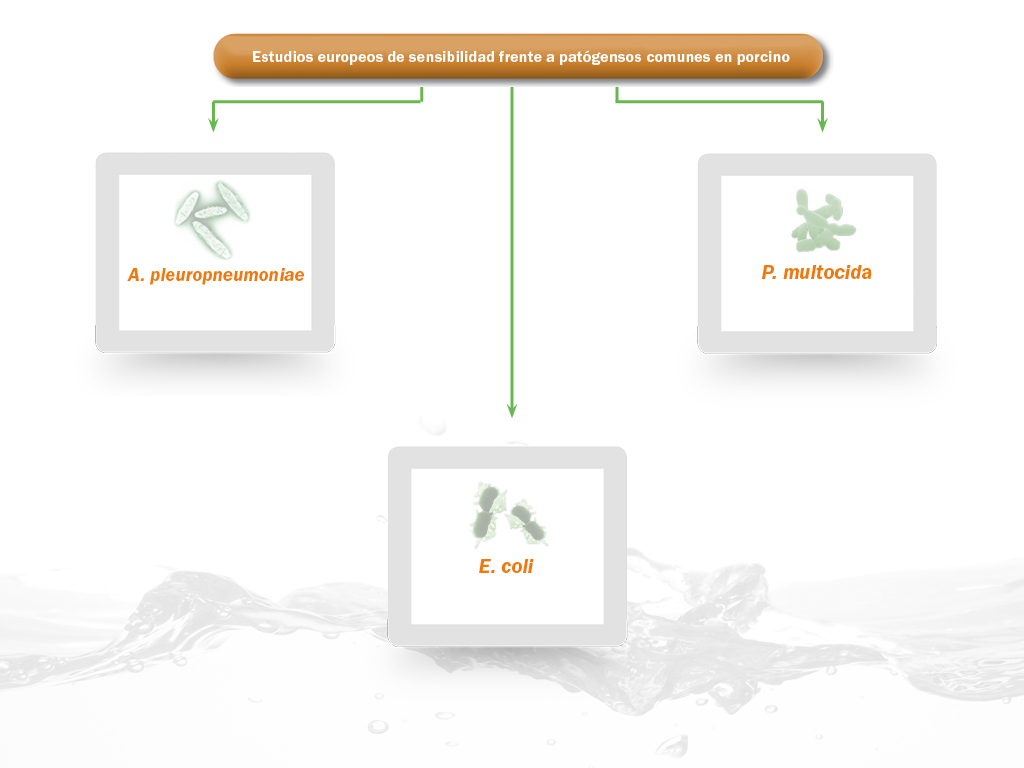 Estudios europeos de sensibilidad frente a patógensos comunes en porcino
A. pleuropneumoniae
P. multocida
E. coli